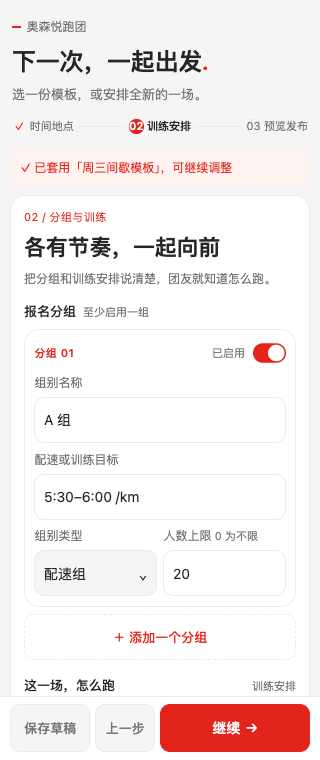 奥森悦跑团
下一次，一起出发.
选一份模板，或安排全新的一场。
✓ 时间地点 02 训练安排 03 预览发布
✓ 已套用「周三间歇模板」，可继续调整
02 / 分组与训练
各有节奏，一起向前
把分组和训练安排说清楚，团友就知道怎么跑。
报名分组 至少启用一组
分组 01 已启用
组别名称
A 组
配速或训练目标
5:30–6:00 /km
组别类型 人数上限 0 为不限
配速组 20
+ 添加一个分组
这一场，怎么跑 训练安排
保存草稿 上一步 继续 →